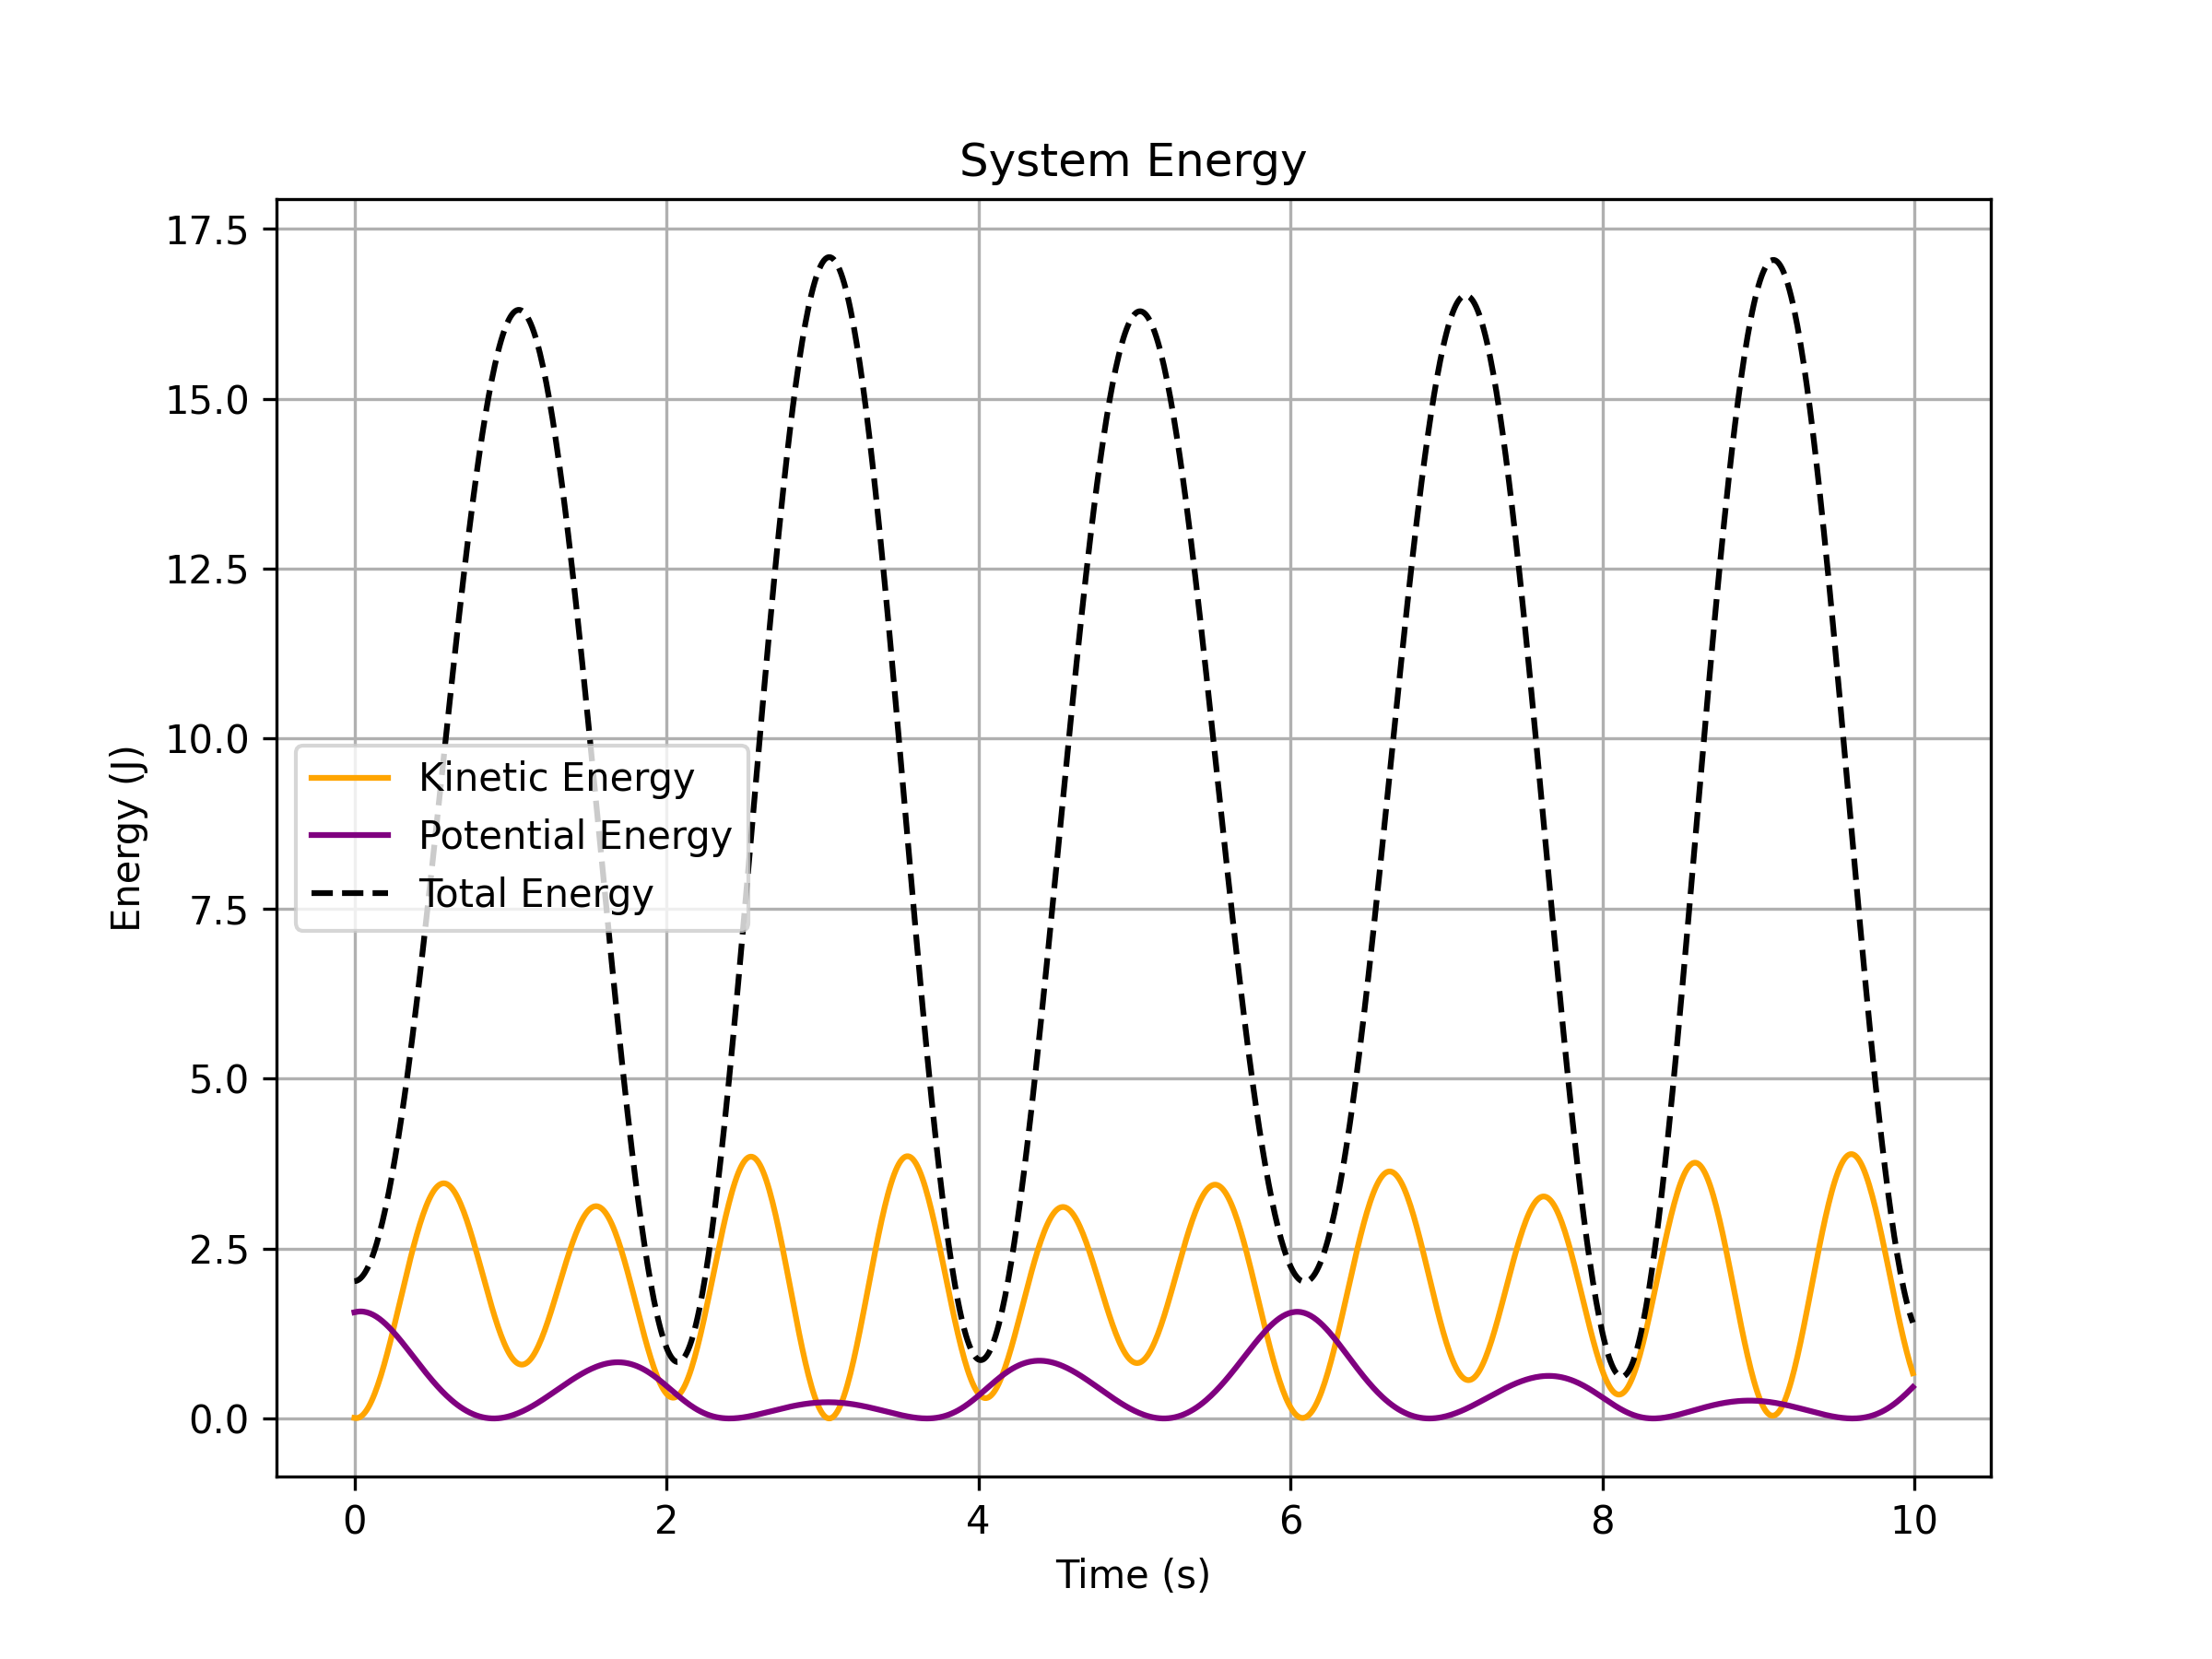 System Energy
17.5
15.0
12.5
10.0
7.5
5.0
2.5
0.0
Energy (J)
Kinetic Energy
Potential Energy
Total Energy
0 2 4 6 8 10
Time (s)